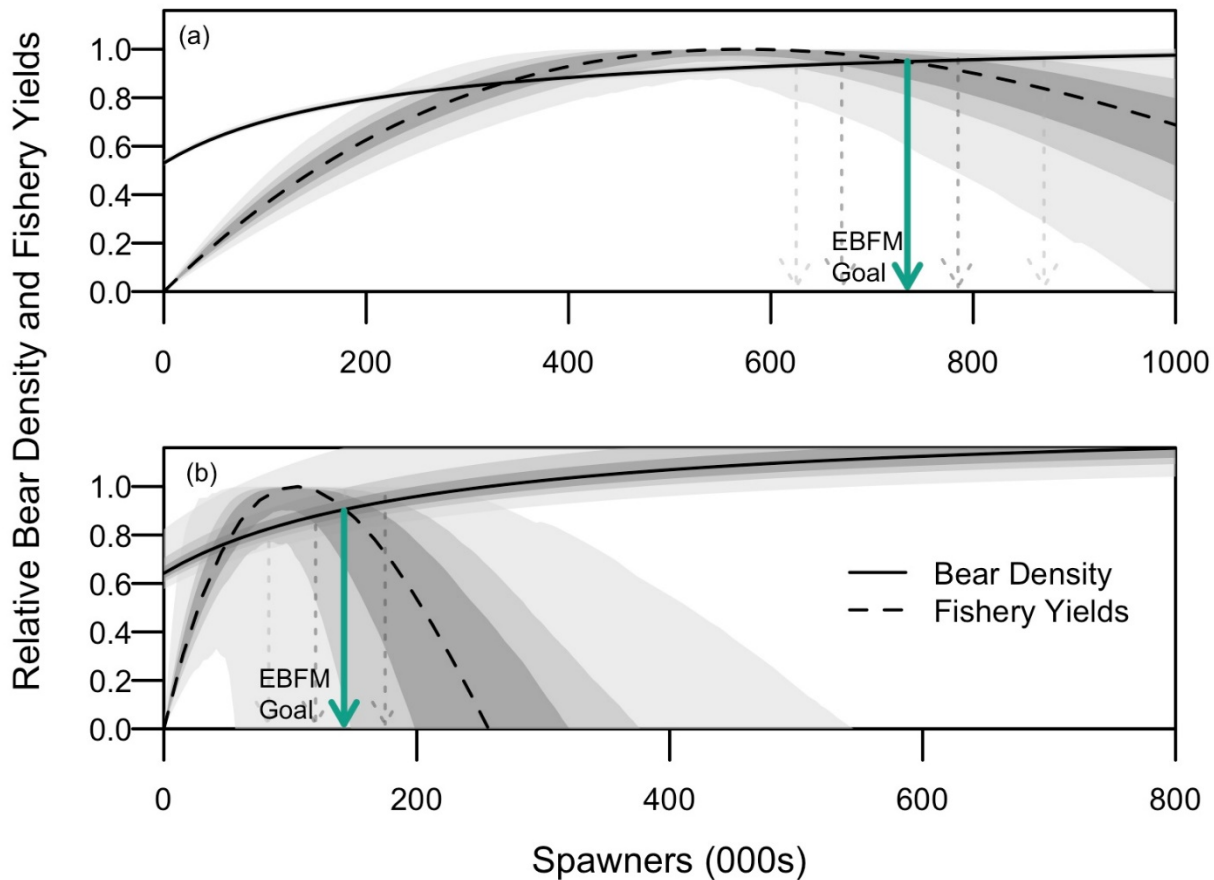 Relative Bear Density and Fishery Yields
(a)
1.0
0.8
0.6
0.4
0.2
0.0
EBFM
Goal
0 200 400 600 800 1000
(b)
1.0
0.8
0.6
0.4
0.2
0.0
Bear Density
Fishery Yields
EBFM
Goal
0 200 400 600 800
Spawners (000s)